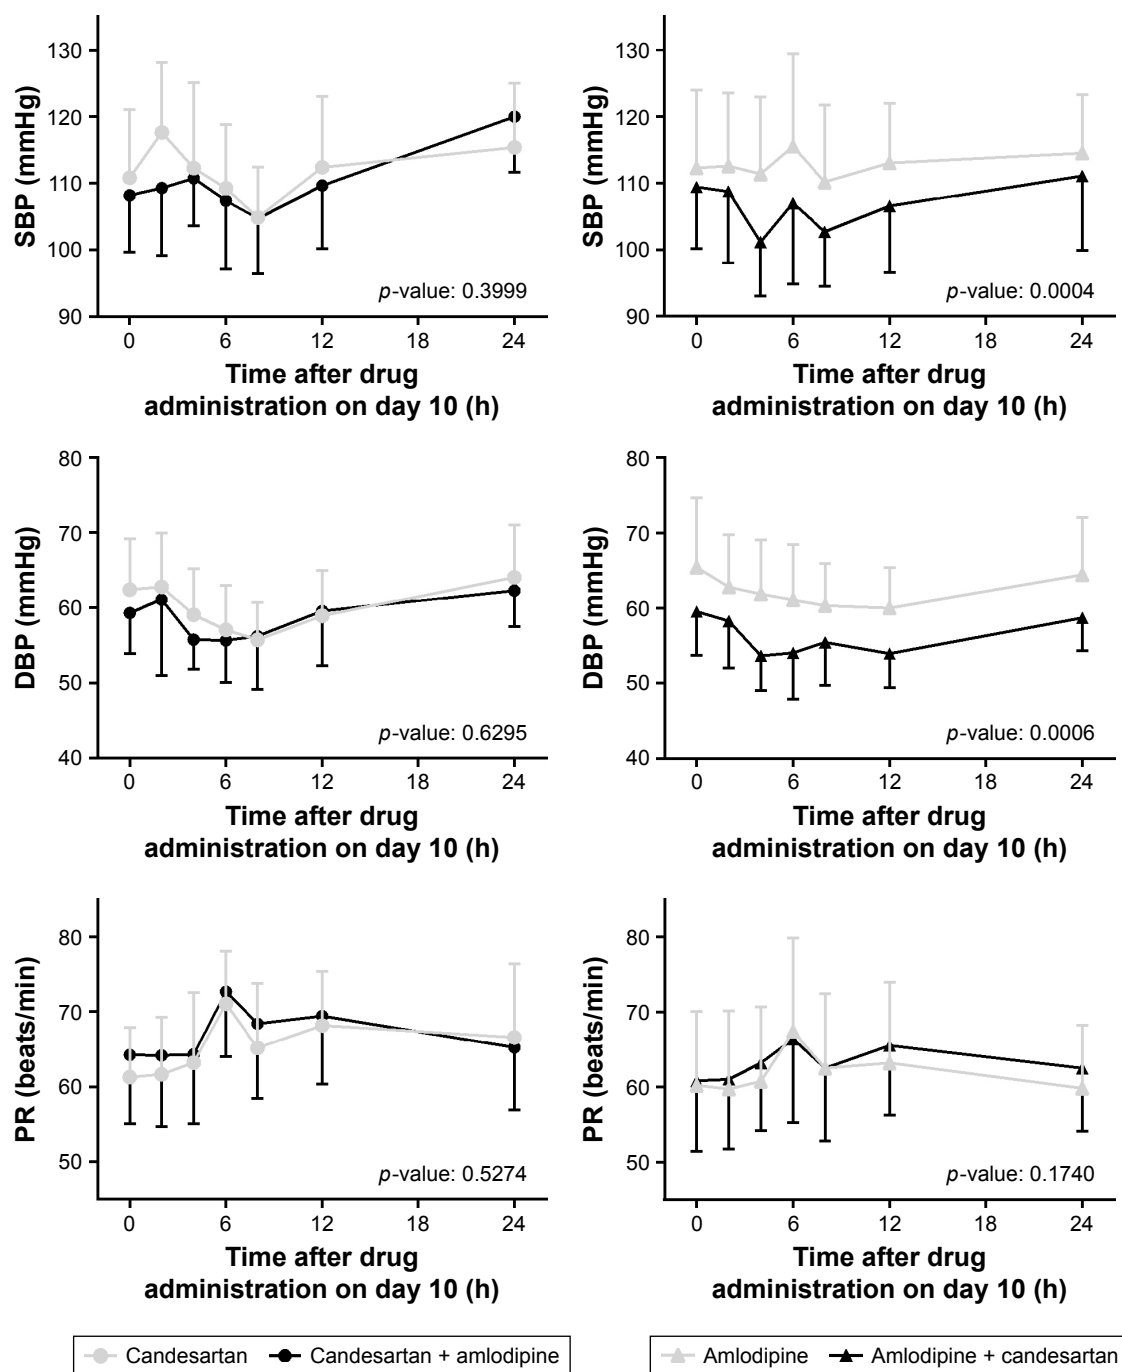 130
120
110
100
90
SBP (mmHg)
p-value: 0.3999
0 6 12 18 24
Time after drug
administration on day 10 (h)
130
120
110
100
90
SBP (mmHg)
p-value: 0.0004
0 6 12 18 24
Time after drug
administration on day 10 (h)
80
70
60
50
40
DBP (mmHg)
p-value: 0.6295
0 6 12 18 24
Time after drug
administration on day 10 (h)
80
70
60
50
40
DBP (mmHg)
p-value: 0.0006
0 6 12 18 24
Time after drug
administration on day 10 (h)
80
70
60
50
PR (beats/min)
p-value: 0.5274
0 6 12 18 24
Time after drug
administration on day 10 (h)
80
70
60
50
PR (beats/min)
p-value: 0.1740
0 6 12 18 24
Time after drug
administration on day 10 (h)
Candesartan Candesartan + amlodipine
Amlodipine Amlodipine + candesartan